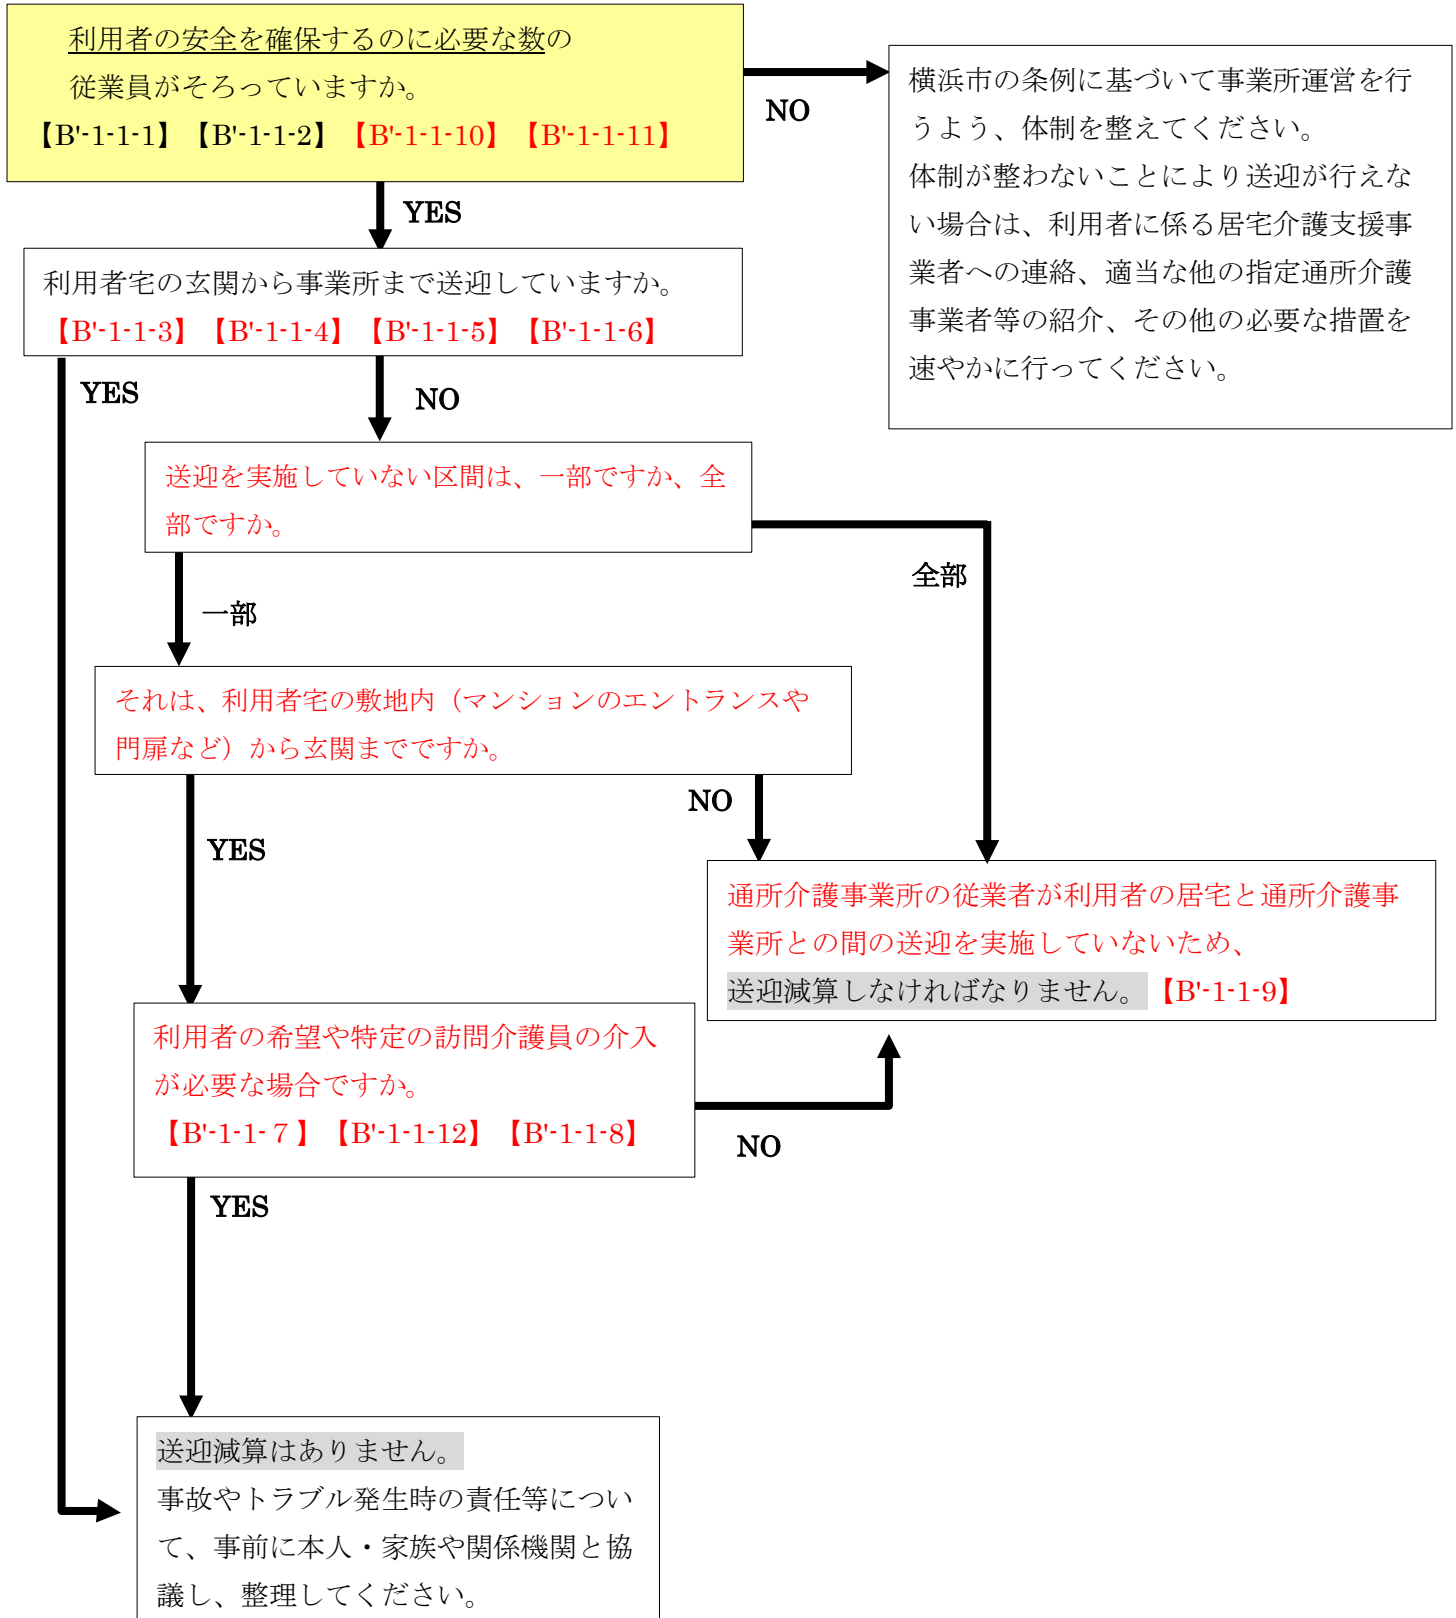 利用者の安全を確保するのに必要な数の
従業員がそろっていますか。
【B'-1-1-1】【B'-1-1-2】【B'-1-1-10】【B'-1-1-11】
NO
横浜市の条例に基づいて事業所運営を行
うよう、体制を整えてください。
体制が整わないことにより送迎が行えな
い場合は、利用者に係る居宅介護支援事
業者への連絡、適当な他の指定通所介護
事業者等の紹介、その他の必要な措置を
速やかに行ってください。
YES
利用者宅の玄関から事業所まで送迎していますか。
【B'-1-1-3】【B'-1-1-4】【B'-1-1-5】【B'-1-1-6】
YES
NO
送迎を実施していない区間は、一部ですか、全
部ですか。
全部
一部
それは、利用者宅の敷地内（マンションのエントランスや
門扉など）から玄関までですか。
NO
YES
通所介護事業所の従業者が利用者の居宅と通所介護事
業所との間の送迎を実施していないため、
送迎減算しなければなりません。【B'-1-1-9】
利用者の希望や特定の訪問介護員の介入
が必要な場合ですか。
【B'-1-1-７】【B'-1-1-12】【B'-1-1-8】
NO
YES
送迎減算はありません。
事故やトラブル発生時の責任等につい
て、事前に本人・家族や関係機関と協
議し、整理してください。